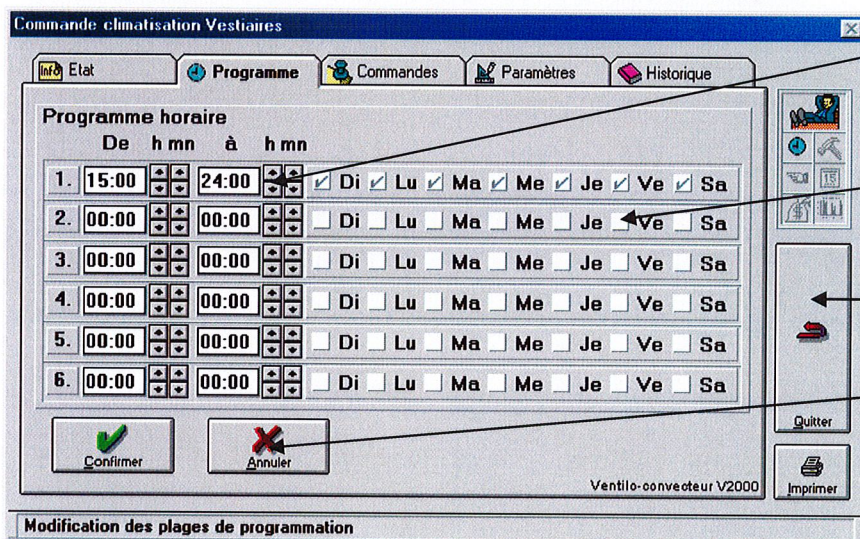 Commande climatisation Vestiaires
Info Etat Programme Commandes Paramètres Historique
Programme horaire
De h mn à h mn
1. 15:00 24:00 Di Lu Ma Me Je Ve Sa
2. 00:00 00:00 Di Lu Ma Me Je Ve Sa
3. 00:00 00:00 Di Lu Ma Me Je Ve Sa
4. 00:00 00:00 Di Lu Ma Me Je Ve Sa
5. 00:00 00:00 Di Lu Ma Me Je Ve Sa
6. 00:00 00:00 Di Lu Ma Me Je Ve Sa
15
Confirmer Annuler
Quitter
Ventilo-convecteur V2000
Imprimer
Modification des plages de programmation